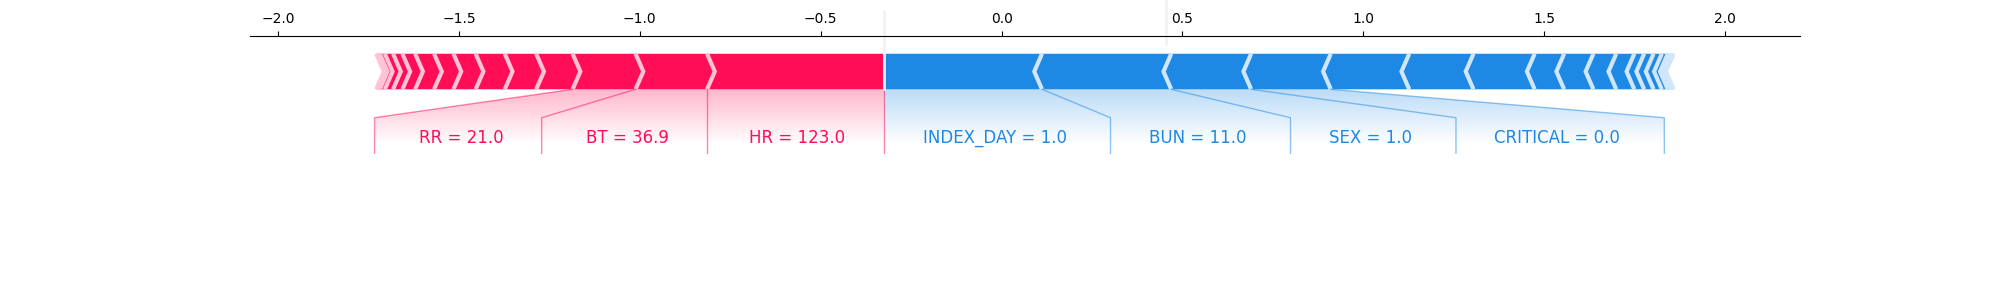 −2.0 −1.5 −1.0 −0.5 0.0 0.5 1.0 1.5 2.0
RR = 21.0 BT = 36.9 HR = 123.0 INDEX_DAY = 1.0 BUN = 11.0 SEX = 1.0 CRITICAL = 0.0